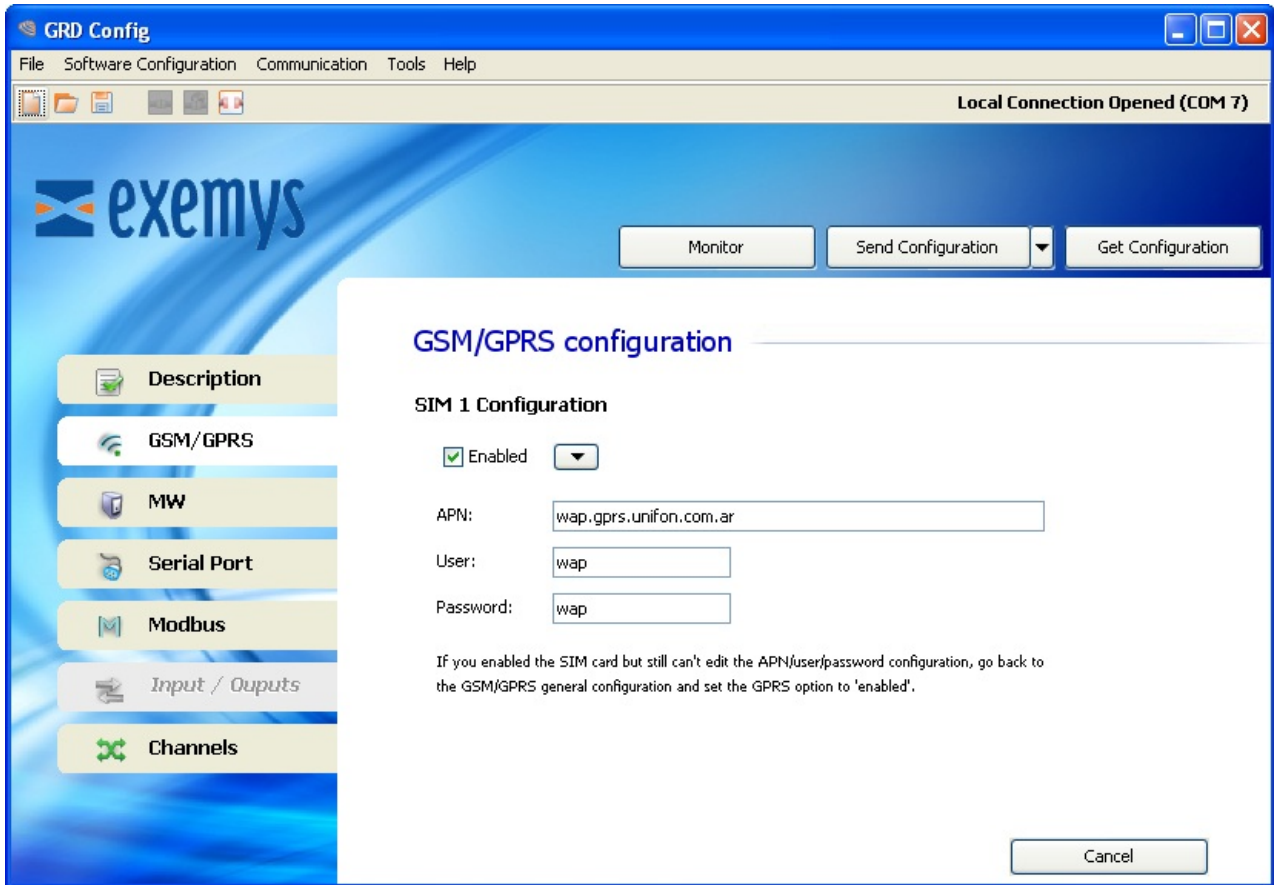 GRD Config
File Software Configuration Communication Tools Help
Local Connection Opened (COM 7)
exemys
Monitor Send Configuration Get Configuration
GSM/GPRS configuration
Description
SIM 1 Configuration
GSM/GPRS
Enabled
MW
APN: wap.gprs.unifon.com.ar
Serial Port
User: wap
Password: wap
Modbus
If you enabled the SIM card but still can't edit the APN/user/password configuration, go back to
the GSM/GPRS general configuration and set the GPRS option to 'enabled'.
Input / Ouputs
Channels
Cancel